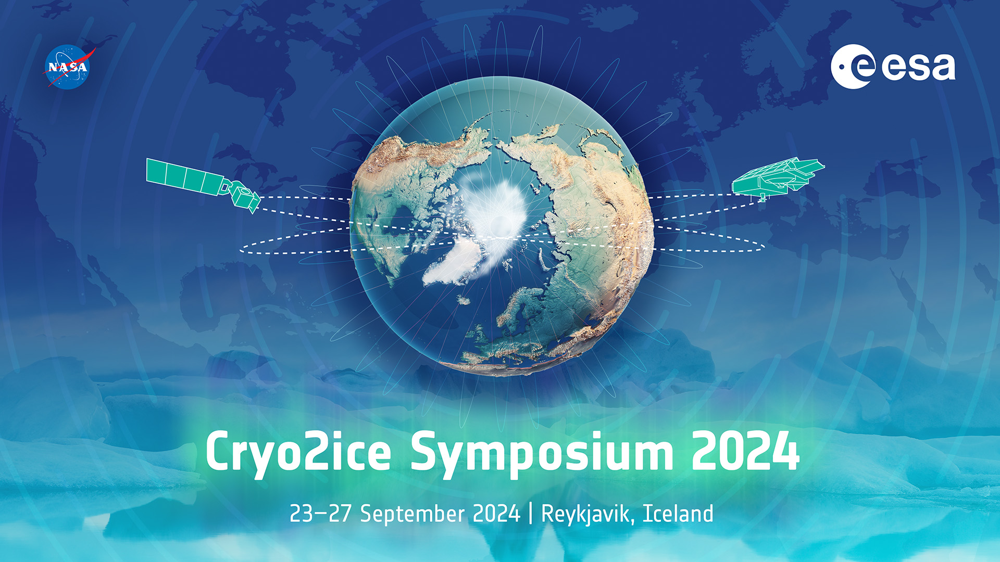 NASA
esa
Cryo2ice Symposium 2024
23–27 September 2024 | Reykjavik, Iceland